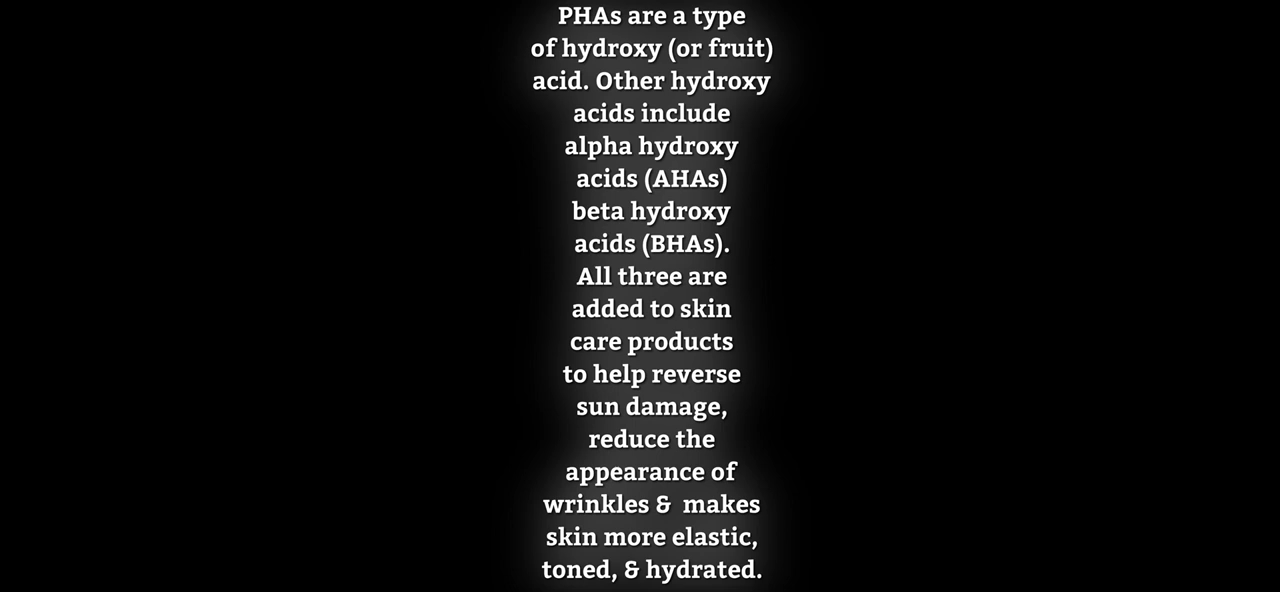 PHAs are a type
of hydroxy (or fruit)
acid. Other hydroxy
acids include
alpha hydroxy
acids (AHAs)
beta hydroxy
acids (BHAs).
All three are
added to skin
care products
to help reverse
sun damage,
reduce the
appearance of
wrinkles &  makes
skin more elastic,
toned, & hydrated.